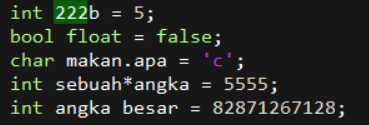 int 222b = 5;
bool float = false;
char makan.apa = 'c';
int sebuah*angka = 5555;
int angka besar = 82871267128;